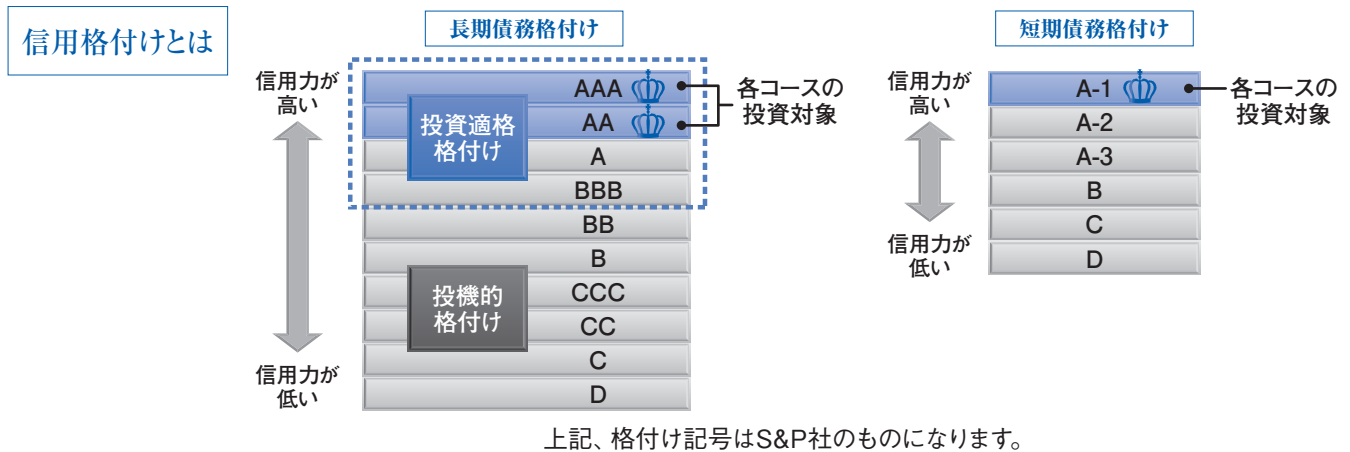 信用格付けとは
長期債務格付け
信用力が
高い
信用力が
低い
投資適格
格付け
投機的
格付け
AAA
AA
A
BBB
BB
B
CCC
CC
C
D
各コースの
投資対象
短期債務格付け
信用力が
高い
信用力が
低い
A-1
A-2
A-3
B
C
D
各コースの
投資対象
上記、格付け記号はS&P社のものになります。